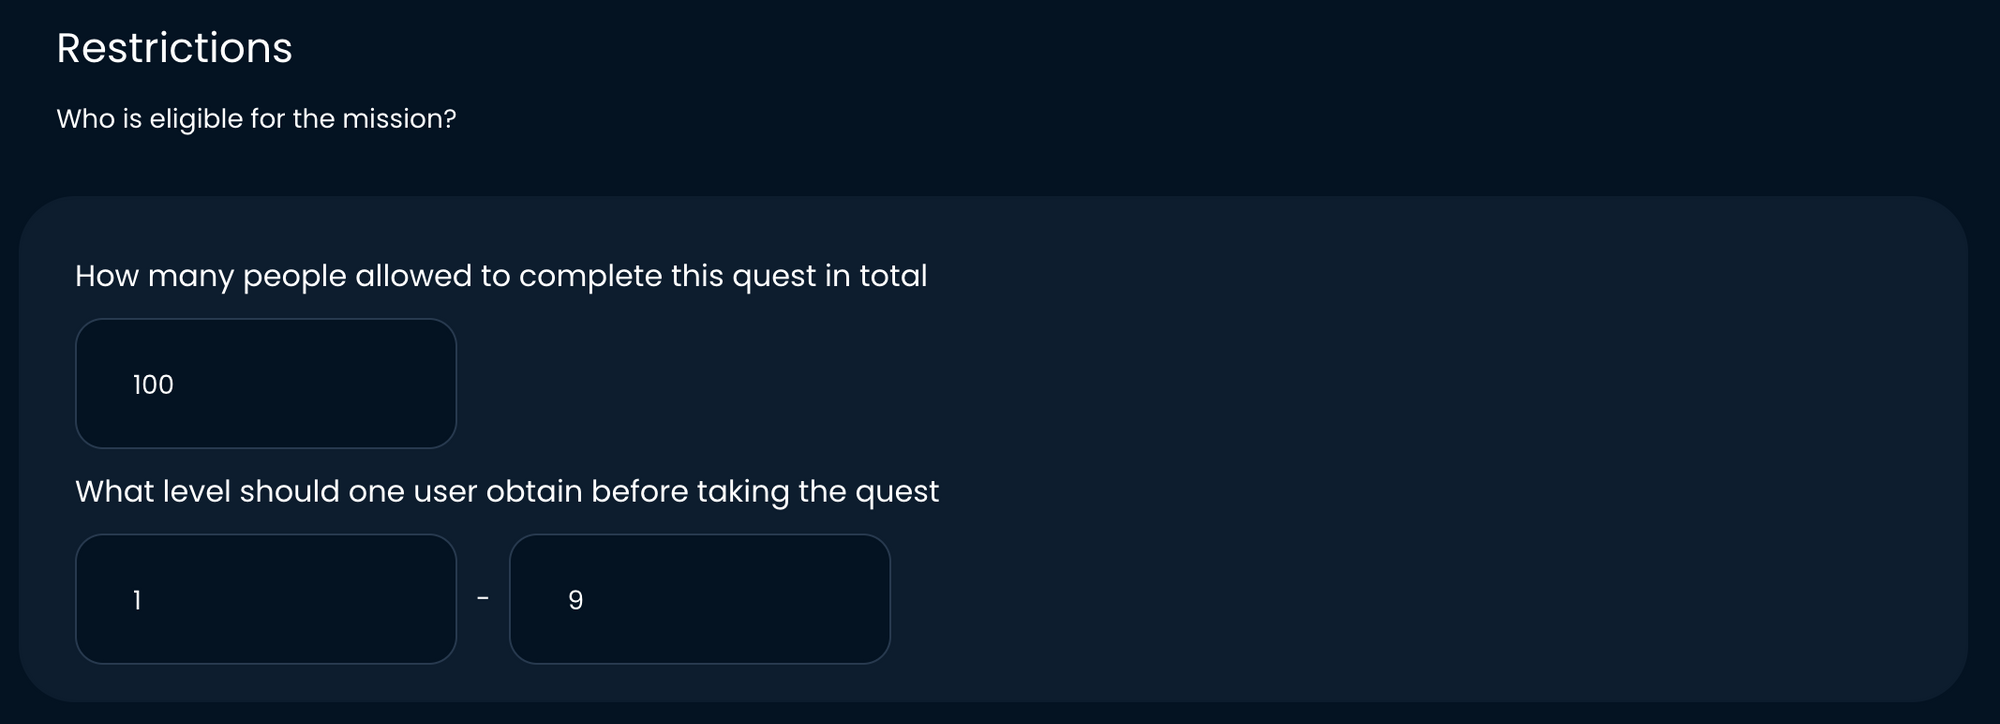 Restrictions
Who is eligible for the mission?
How many people allowed to complete this quest in total
100
What level should one user obtain before taking the quest
1 - 9